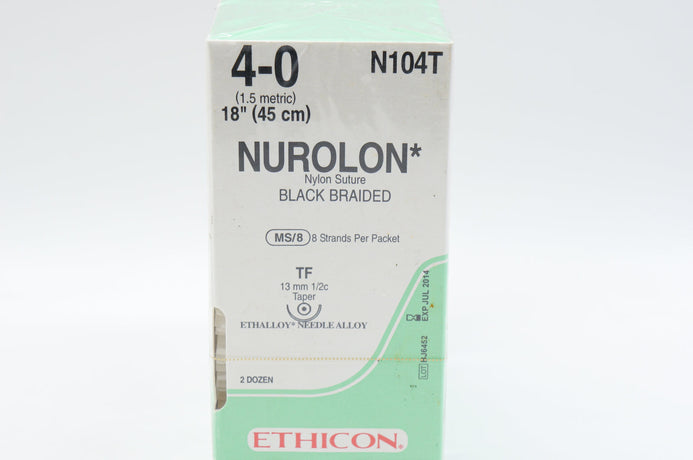 4-0
N104T
(1.5 metric)
18" (45 cm)
NUROLON*
Nylon Suture
BLACK BRAIDED
MS/8 8 Strands Per Packet
TF
13 mm 1/2c
Taper
ETHALLOY* NEEDLE ALLOY
EXP JUL 2014
LOT HJ6452
2 DOZEN
ETHICON